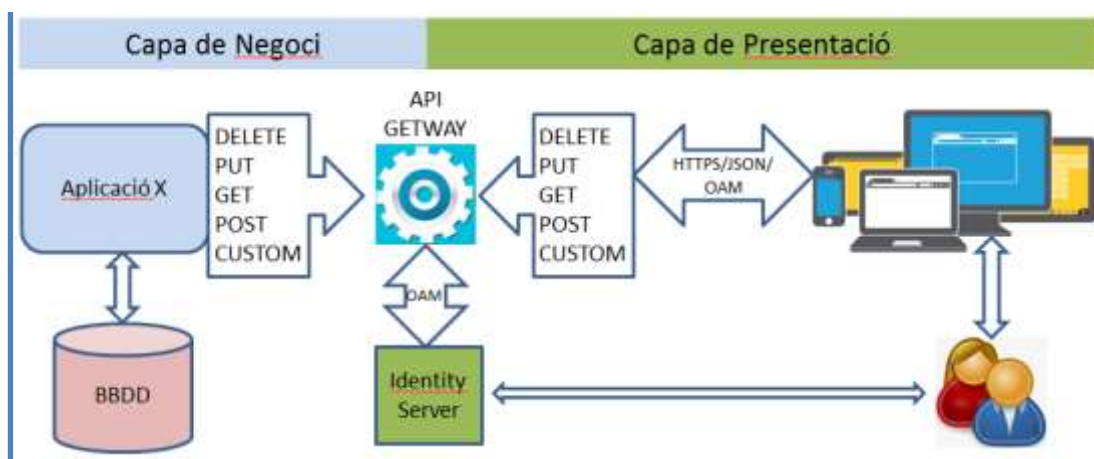 Capa de Negoci
Capa de Presentació
API
GETWAY
DELETE
PUT
GET
POST
CUSTOM
DELETE
PUT
GET
POST
CUSTOM
HTTPS/JSON/
OAM
Aplicació X
OAM
BBDD
Identity
Server